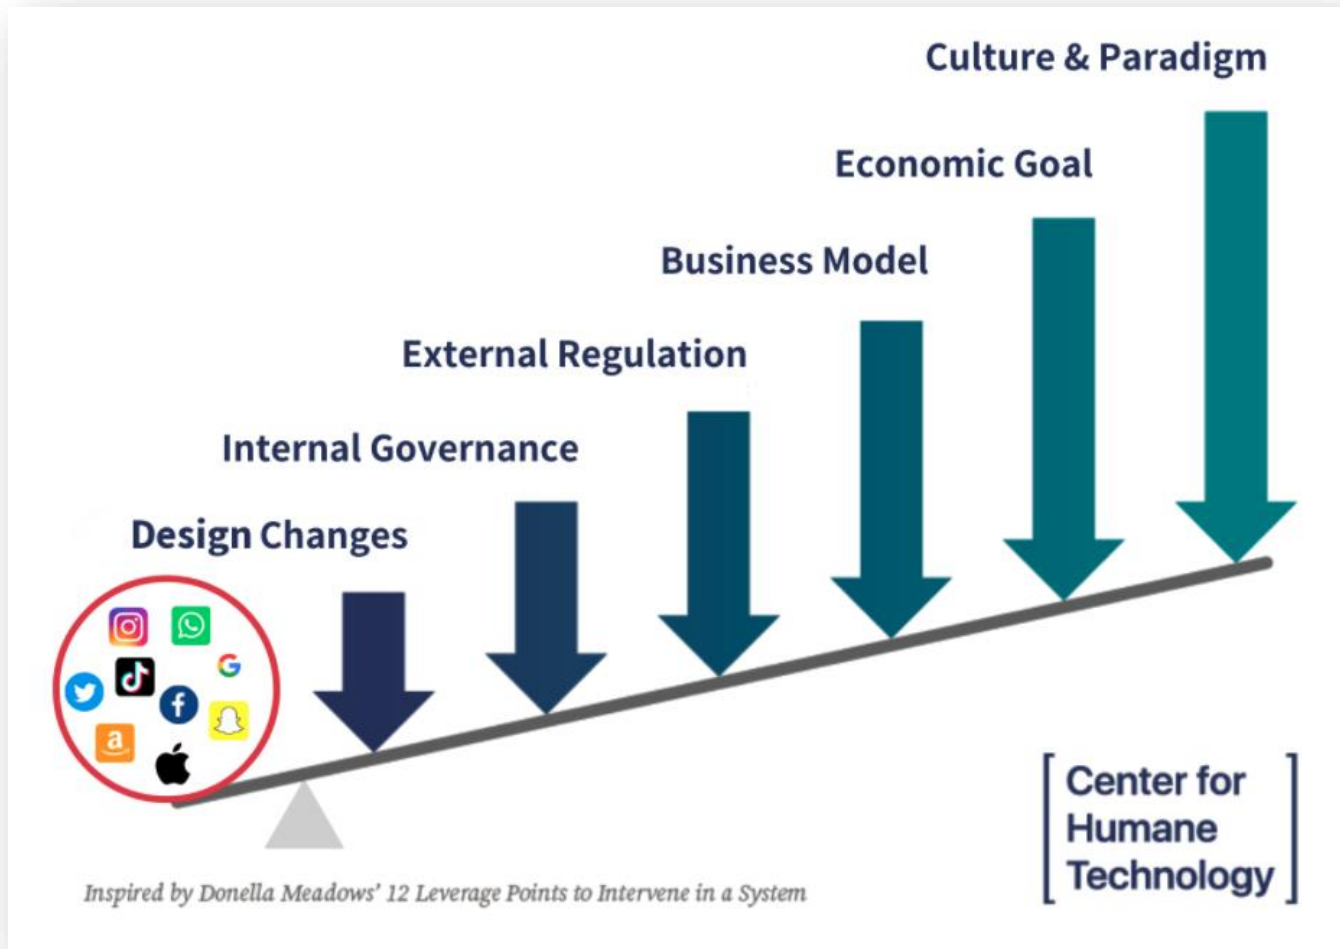 Culture & Paradigm
Economic Goal
Business Model
External Regulation
Internal Governance
Design Changes
a
Center for
Humane
Technology
Inspired by Donella Meadows' 12 Leverage Points to Intervene in a System